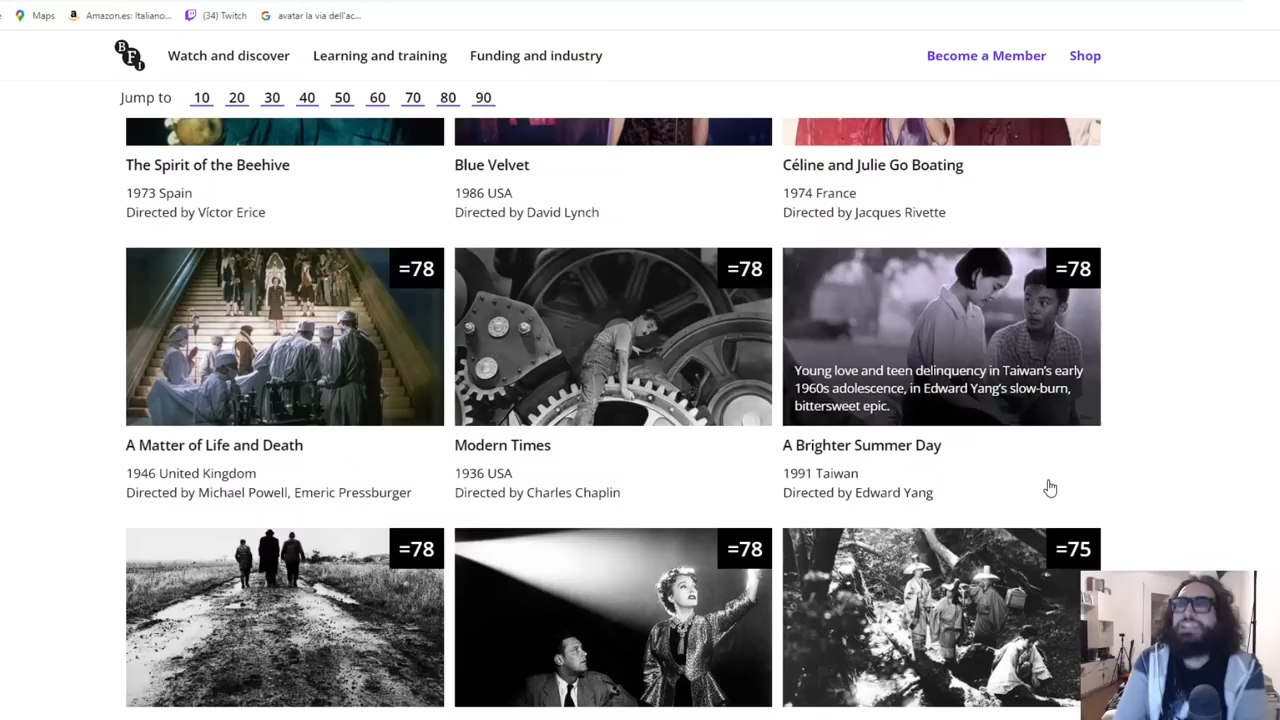 Maps Amazon.es: Italiano... (34) Twitch avatar la via dell'ac...
BFI Watch and discover Learning and training Funding and industry Become a Member Shop
Jump to 10 20 30 40 50 60 70 80 90
The Spirit of the Beehive
1973 Spain
Directed by Víctor Erice
Blue Velvet
1986 USA
Directed by David Lynch
Céline and Julie Go Boating
1974 France
Directed by Jacques Rivette
=78
A Matter of Life and Death
1946 United Kingdom
Directed by Michael Powell, Emeric Pressburger
=78
Modern Times
1936 USA
Directed by Charles Chaplin
=78
Young love and teen delinquency in Taiwan's early
1960s adolescence, in Edward Yang's slow-burn,
bittersweet epic.
A Brighter Summer Day
1991 Taiwan
Directed by Edward Yang
=78
=78
=75